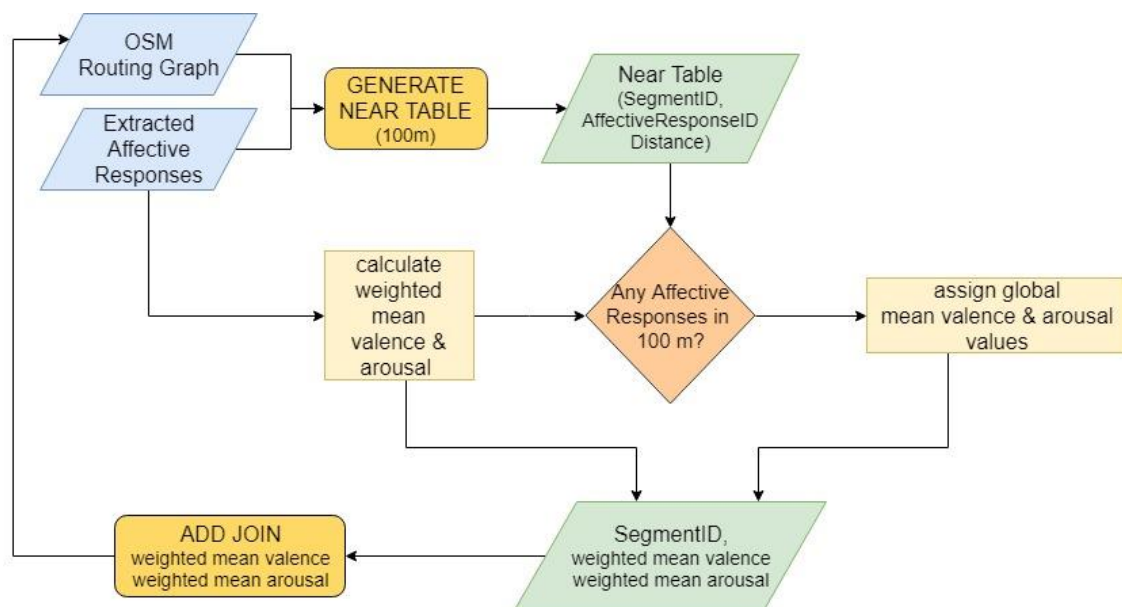 OSM
Routing Graph
Extracted
Affective
Responses
GENERATE
NEAR TABLE
(100m)
Near Table
(SegmentID,
AffectiveResponseID
Distance)
calculate
weighted
mean
valence &
arousal
Any Affective
Responses in
100 m?
assign global
mean valence & arousal
values
ADD JOIN
weighted mean valence
weighted mean arousal
SegmentID,
weighted mean valence
weighted mean arousal